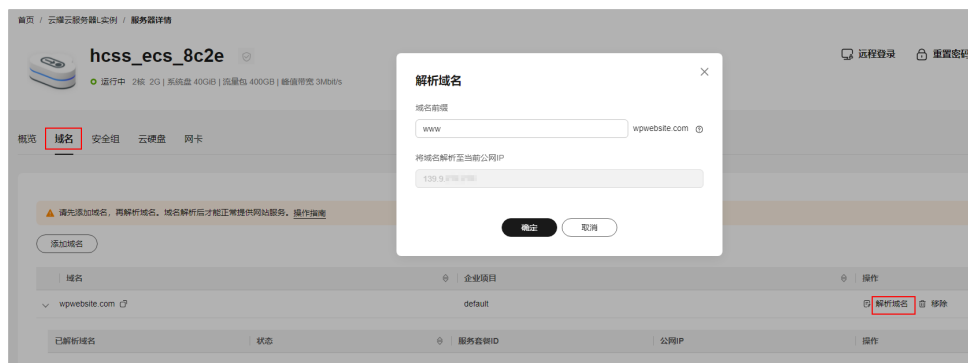 首页 / 云耀云服务器L实例 / 服务器详情
hcss_ecs_8c2e
运行中 2核 2G | 系统盘 40GiB | 流量包 400GB | 峰值带宽 3Mbit/s
远程登录 重置密码
概览 域名 安全组 云硬盘 网卡
解析域名
域名前缀
www wpwebsite.com
将域名解析至当前公网IP
139.9.
确定 取消
请先添加域名，再解析域名。域名解析后才能正常提供网站服务。操作指南
添加域名
域名 企业项目 操作
wpwebsite.com default 解析域名 移除
已解析域名 状态 服务套餐ID 公网IP 操作